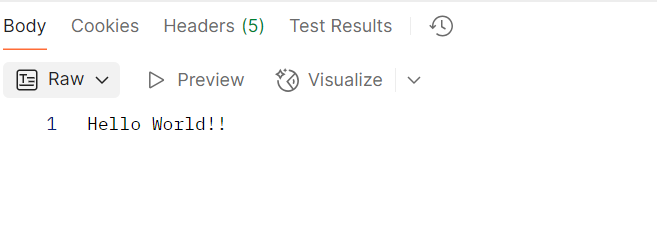 Body Cookies Headers (5) Test Results
Raw Preview Visualize
1 Hello World!!